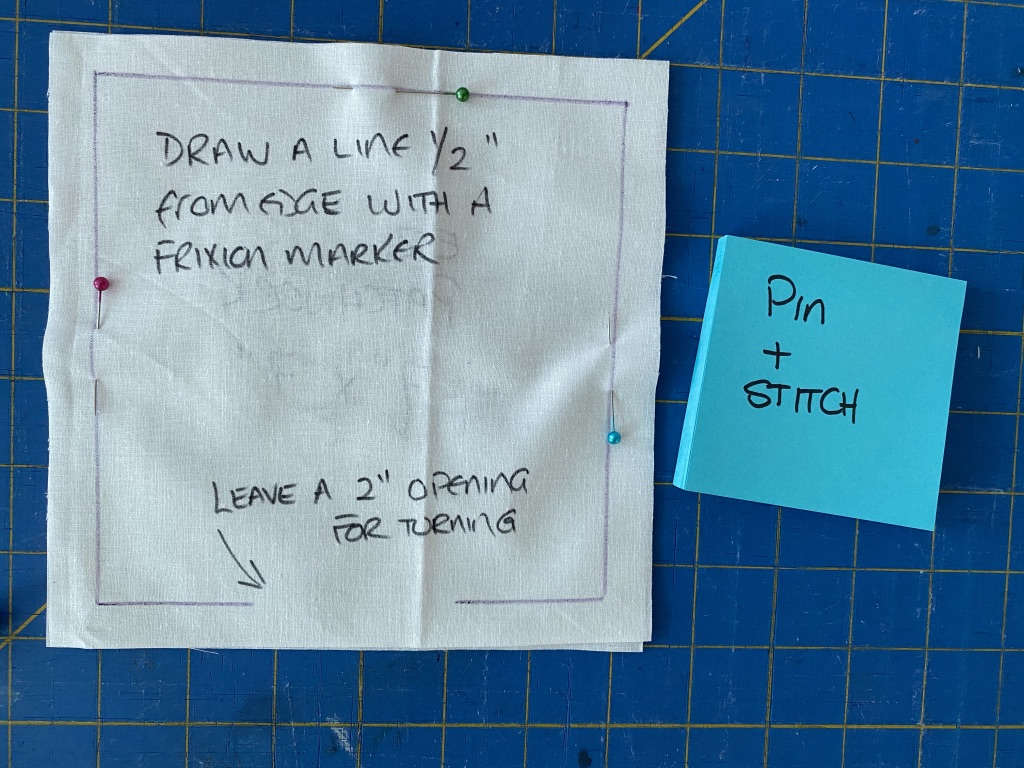 DRAW A LINE 1/2"
from EDGE WITH A
FRIXION MARKER
LEAVE A 2" OPENING
FOR TURNING
Pin
+
STITCH